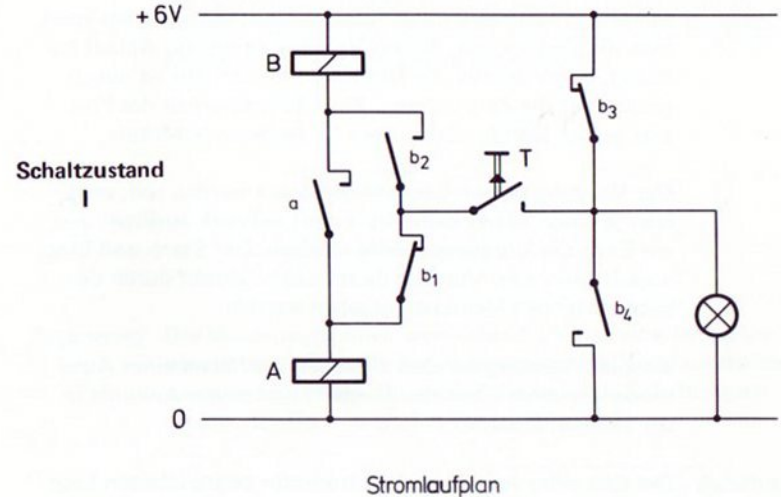 +6V
B
b3
b2
T
Schaltzustand
I
a
b1
b4
A
0
Stromlaufplan